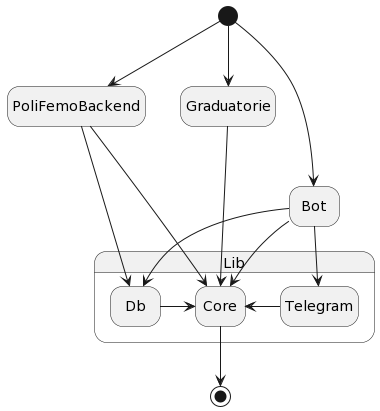 PoliFemoBackend
Graduatorie
Bot
Lib
Db
Core
Telegram